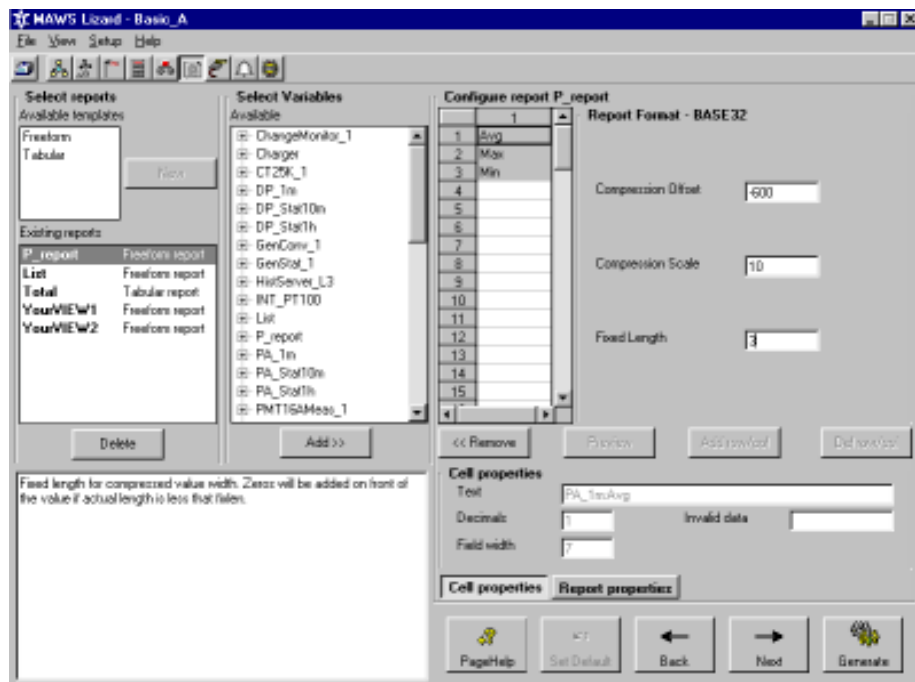 MAWS Lizard - Basic_A
File View Setup Help
Select reports
Available templates
Freeform
Tabular
New
Existing reports
P_report Freeform report
List Freeform report
Total Tabular report
YourVIEW1 Freeform report
YourVIEW2 Freeform report
Delete
Select Variables
Available
ChangeMonitor_1
Charger
CT25K_1
DP_1m
DP_Stat10m
DP_Stat1h
GenConv_1
GenStat_1
HistServer_L3
INT_PT100
List
P_report
PA_1m
PA_Stat10m
PA_Stat1h
PMT16AMeas_1
Add >>
Configure report P_report
1
1 Avg
2 Max
3 Min
4
5
6
7
8
9
10
11
12
13
14
15
Report Format - BASE32
Compression Offset -600
Compression Scale 10
Fixed Length 3
<< Remove
Preview
Add row/col
Del row/col
Fixed length for compressed value width. Zeros will be added on front of
the value if actual length is less that fixlen.
Cell properties
Text PA_1m:Avg
Decimals 1 Invalid data
Field width 7
Cell properties Report properties
PageHelp Set Default Back Next Generate